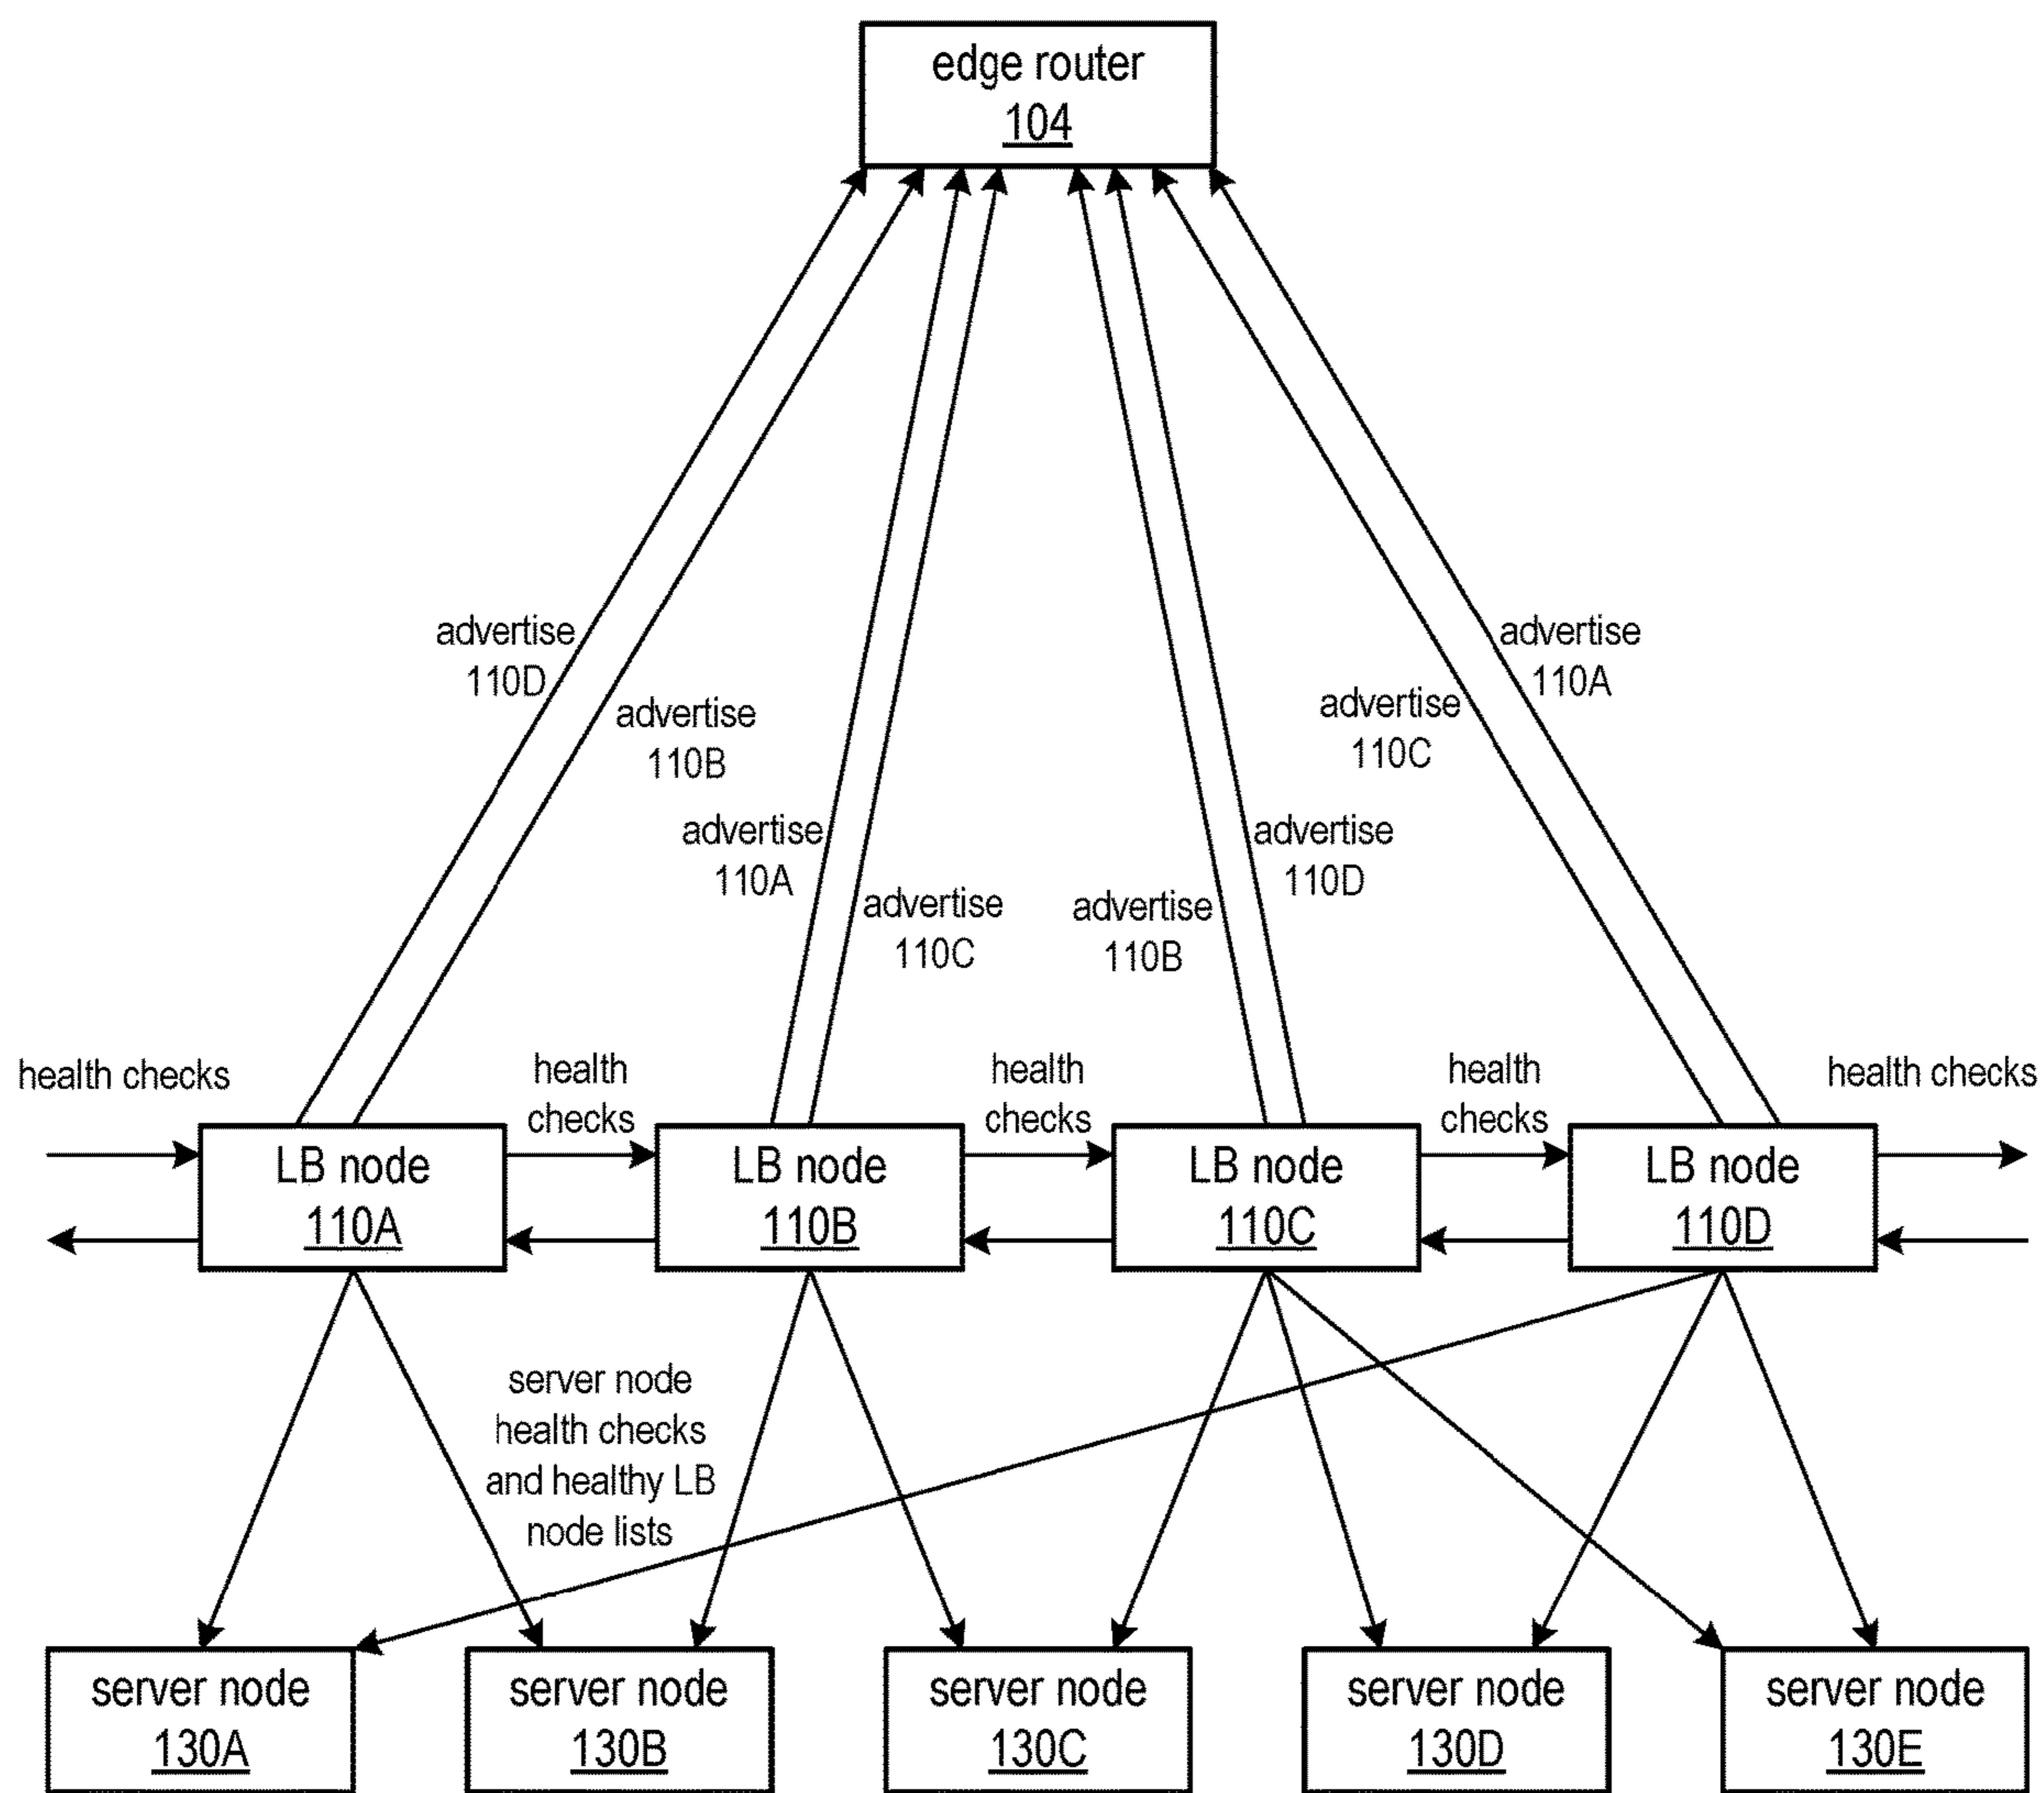 edge router
104
advertise
110D
advertise
110B
advertise
110A
advertise
110C
advertise
110B
advertise
110D
advertise
110C
advertise
110A
health checks
health
checks
health
checks
health
checks
health checks
LB node
110A
LB node
110B
LB node
110C
LB node
110D
server node
health checks
and healthy LB
node lists
server node
130A
server node
130B
server node
130C
server node
130D
server node
130E